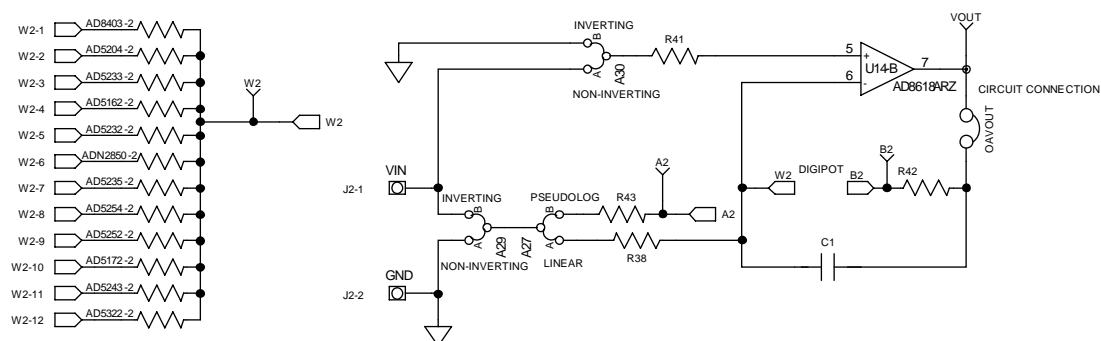 W2-1 AD8403-2
W2-2 AD5204-2
W2-3 AD5233-2
W2-4 AD5162-2
W2-5 AD5232-2
W2-6 ADN2850-2
W2-7 AD5235-2
W2-8 AD5254-2
W2-9 AD5252-2
W2-10 AD5172-2
W2-11 AD5243-2
W2-12 AD5322-2
W2
W2
INVERTING
B
A
A30
NON-INVERTING
R41
5
6
+
-
U14-B
7
AD8618ARZ
VOUT
CIRCUIT CONNECTION
OAVOUT
J2-1
VIN
INVERTING
B
A
A29
NON-INVERTING
J2-2
GND
PSEUDOLOG
B
A
A27
LINEAR
R43
R38
A2
A2
W2
DIGIPOT
B2
B2
R42
C1